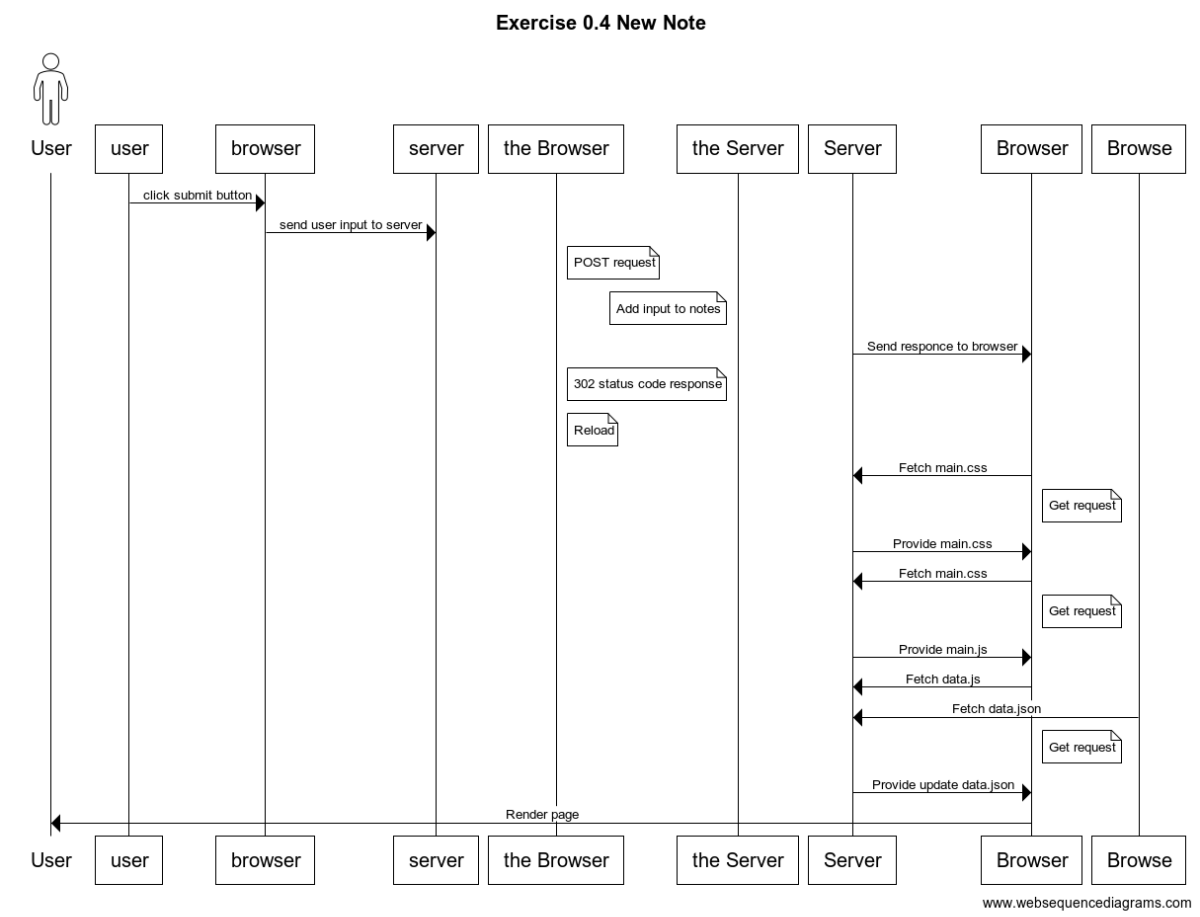 Exercise 0.4 New Note
User
user
browser
server
the Browser
the Server
Server
Browser
Browse
click submit button
send user input to server
POST request
Add input to notes
Send responce to browser
302 status code response
Reload
Fetch main.css
Get request
Provide main.css
Fetch main.css
Get request
Provide main.js
Fetch data.js
Fetch data.json
Get request
Provide update data.json
Render page
User
user
browser
server
the Browser
the Server
Server
Browser
Browse
www.websequencediagrams.com